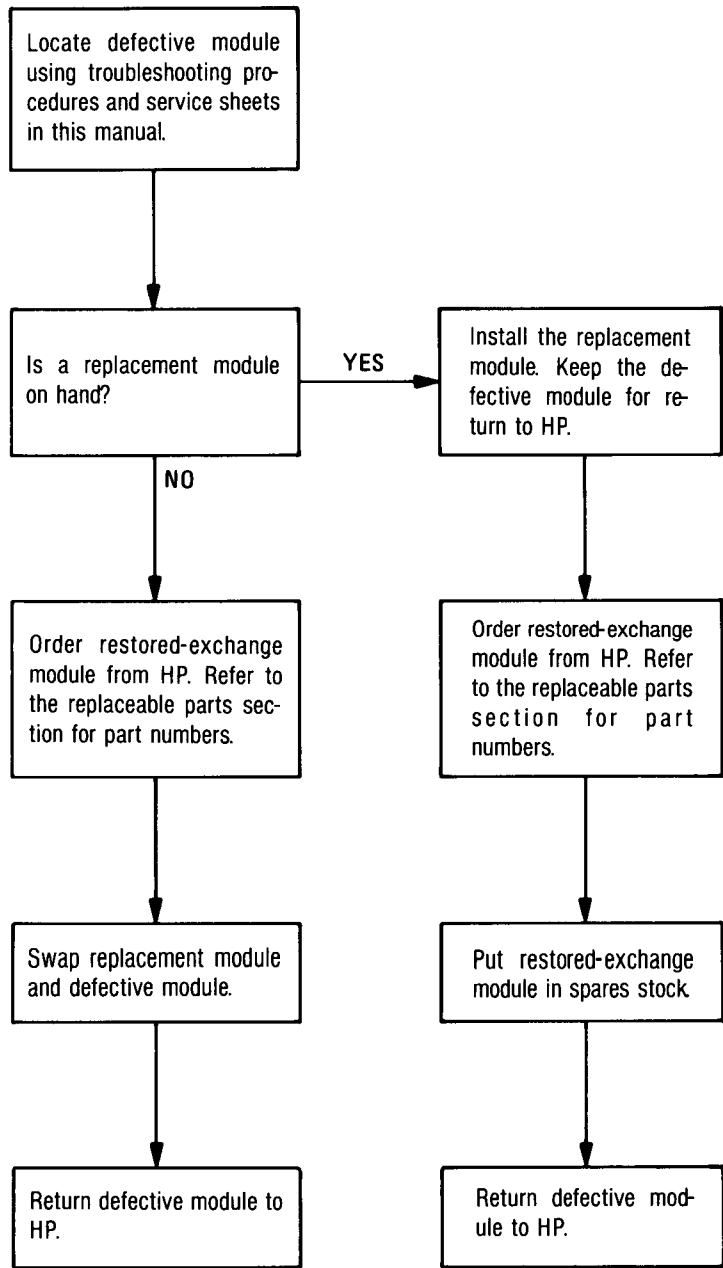 Locate defective module
using troubleshooting pro-
cedures and service sheets
in this manual.
Is a replacement module
on hand?
YES
Install the replacement
module. Keep the de-
fective module for re-
turn to HP.
NO
Order restored-exchange
module from HP. Refer to
the replaceable parts sec-
tion for part numbers.
Order restored-exchange
module from HP. Refer
to the replaceable parts
section for part
numbers.
Swap replacement module
and defective module.
Put restored-exchange
module in spares stock.
Return defective module to
HP.
Return defective mod-
ule to HP.